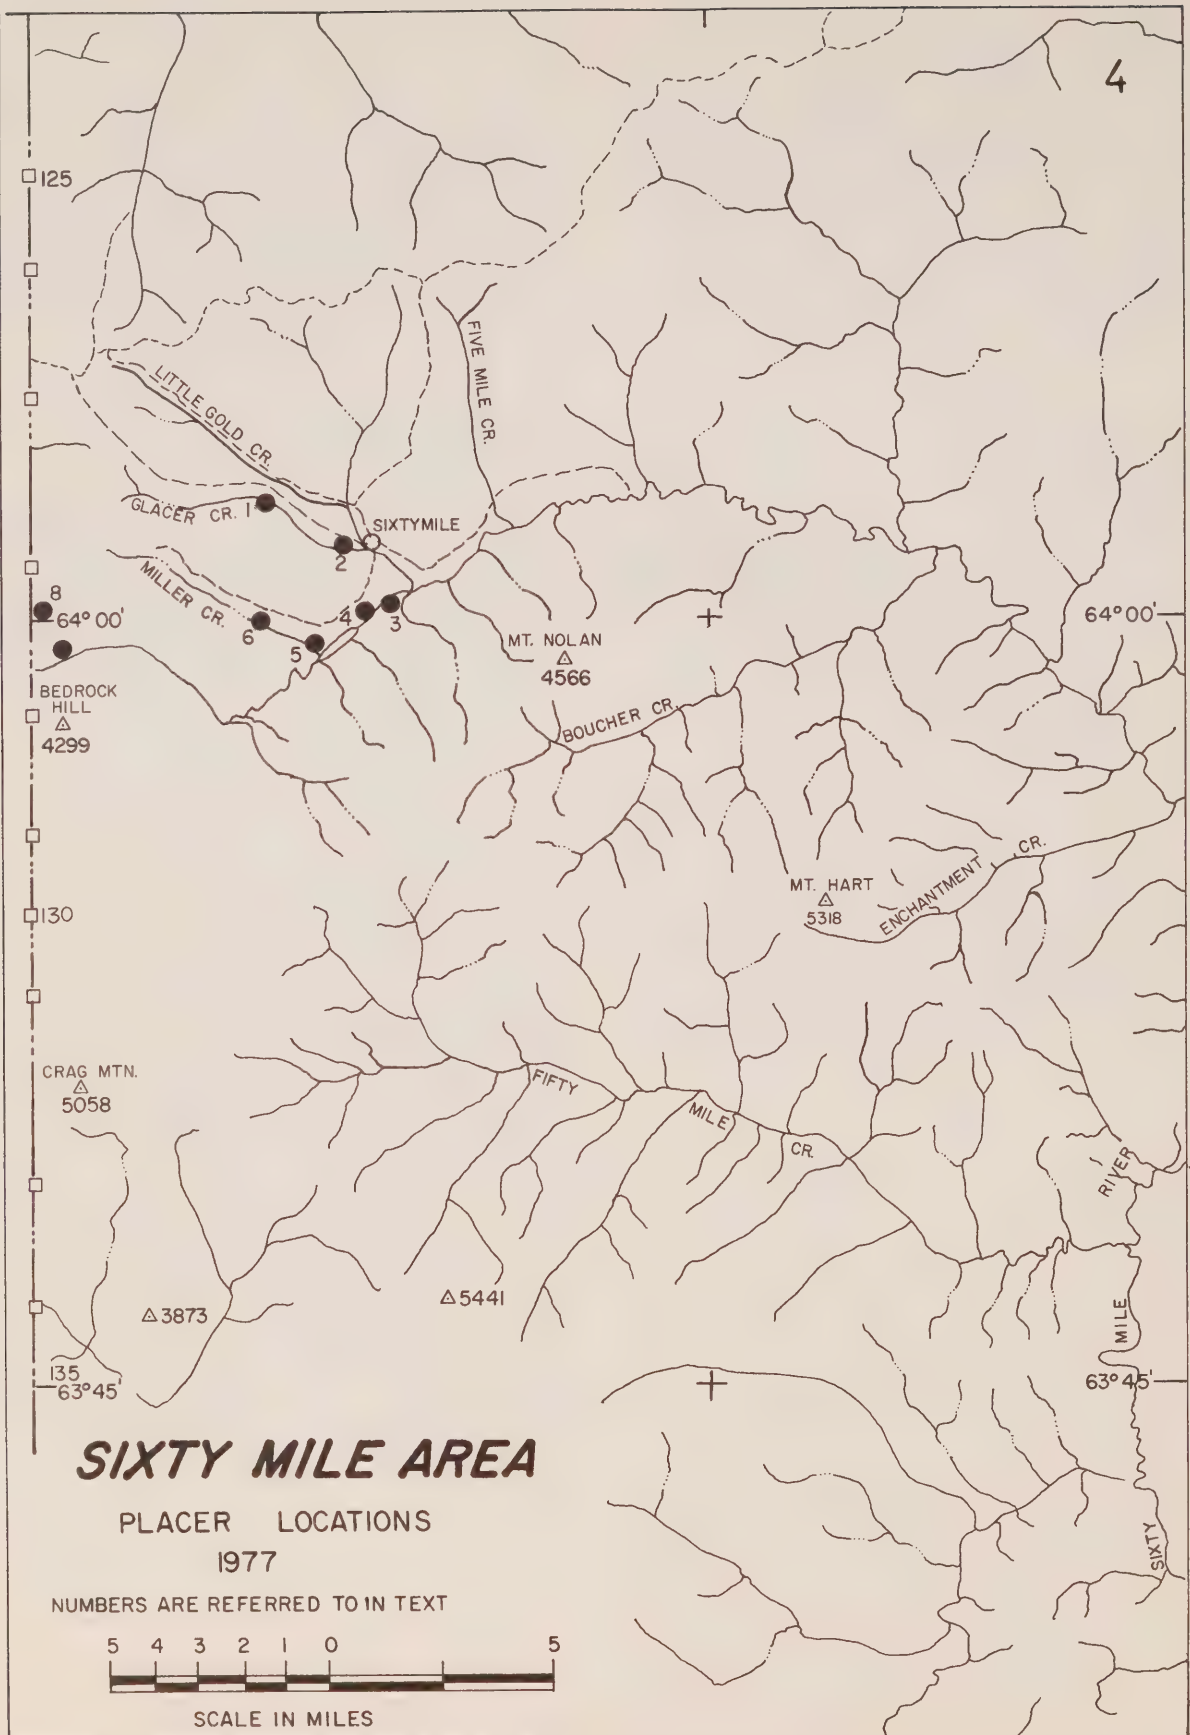 4
125
FIVE MILE CR.
LITTLE GOLD CR.
GLACER CR. 1
SIXTYMILE
2
MILLER CR.
8
64° 00'
64° 00'
6
5
4
3
MT. NOLAN
4566
BEDROCK
HILL
4299
BOUCHER CR.
MT. HART
5318
ENCHANTMENT CR.
130
CRAG MTN.
5058
FIFTY MILE CR.
SIXTY MILE RIVER
3873
5441
135
63° 45'
63° 45'
SIXTY MILE AREA
PLACER LOCATIONS
1977
NUMBERS ARE REFERRED TO IN TEXT
5 4 3 2 1 0 5
SCALE IN MILES